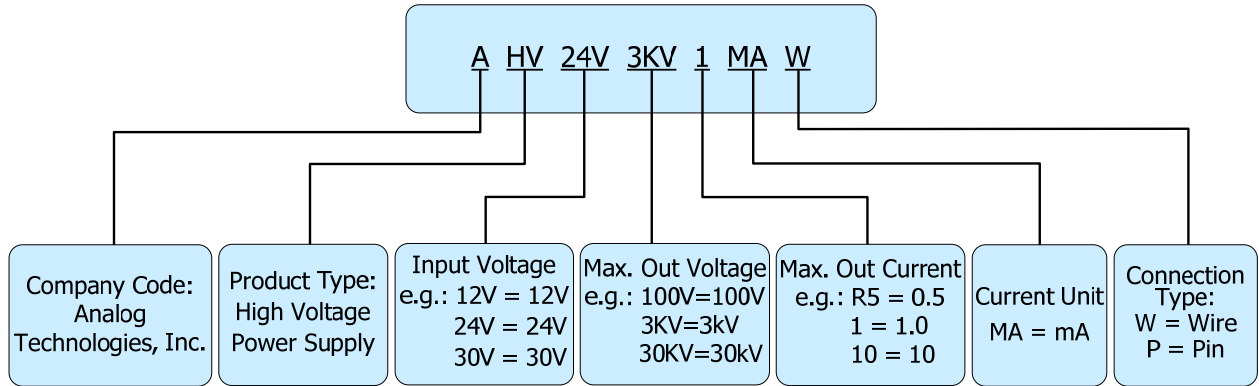 A HV 24V 3KV 1 MA W
Company Code:
Analog
Technologies, Inc.
Product Type:
High Voltage
Power Supply
Input Voltage
e.g.: 12V = 12V
24V = 24V
30V = 30V
Max. Out Voltage
e.g.: 100V=100V
3KV=3kV
30KV=30kV
Max. Out Current
e.g.: R5 = 0.5
1 = 1.0
10 = 10
Current Unit
MA = mA
Connection
Type:
W = Wire
P = Pin